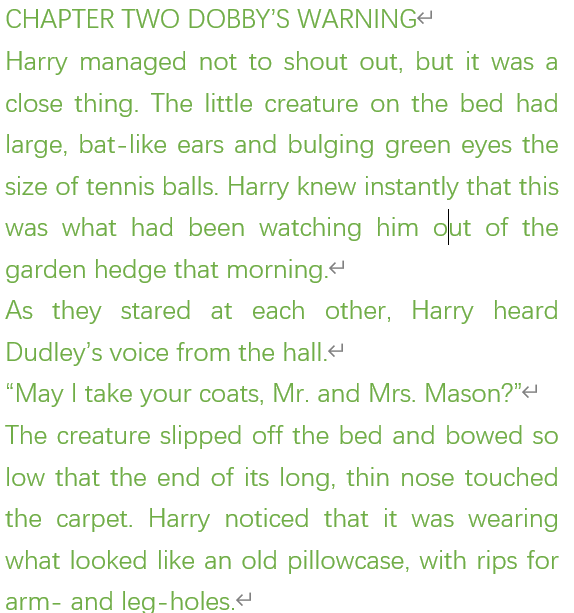 CHAPTER TWO DOBBY’S WARNING
Harry managed not to shout out, but it was a
close thing. The little creature on the bed had
large, bat-like ears and bulging green eyes the
size of tennis balls. Harry knew instantly that this
was what had been watching him out of the
garden hedge that morning.
As they stared at each other, Harry heard
Dudley’s voice from the hall.
“May I take your coats, Mr. and Mrs. Mason?”
The creature slipped off the bed and bowed so
low that the end of its long, thin nose touched
the carpet. Harry noticed that it was wearing
what looked like an old pillowcase, with rips for
arm- and leg-holes.